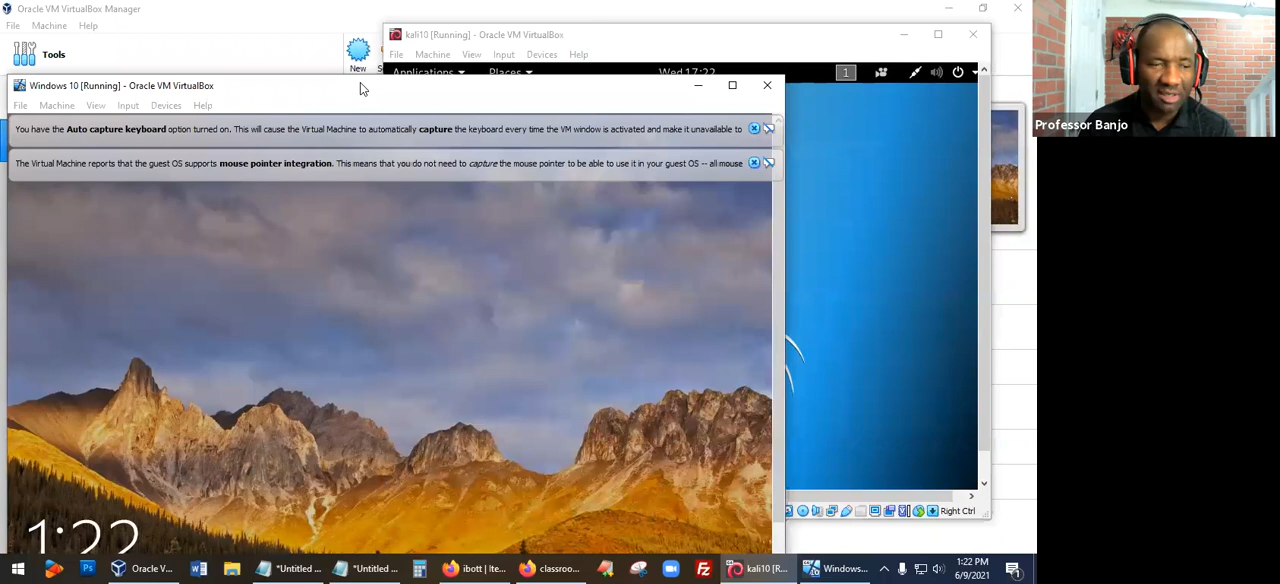 Oracle VM VirtualBox Manager
File Machine Help
Tools
New
kali10 [Running] - Oracle VM VirtualBox
File Machine View Input Devices Help
Applications Places Wed 17:22 1
Windows 10 [Running] - Oracle VM VirtualBox
File Machine View Input Devices Help
You have the Auto capture keyboard option turned on. This will cause the Virtual Machine to automatically capture the keyboard every time the VM window is activated and make it unavailable to
The Virtual Machine reports that the guest OS supports mouse pointer integration. This means that you do not need to capture the mouse pointer to be able to use it in your guest OS -- all mouse
Professor Banjo
1:22
Right Ctrl
Oracle V... *Untitled ... *Untitled ... ibott | Ite... classroo... kali10 [R... Windows...
1:22 PM
6/9/2021
1